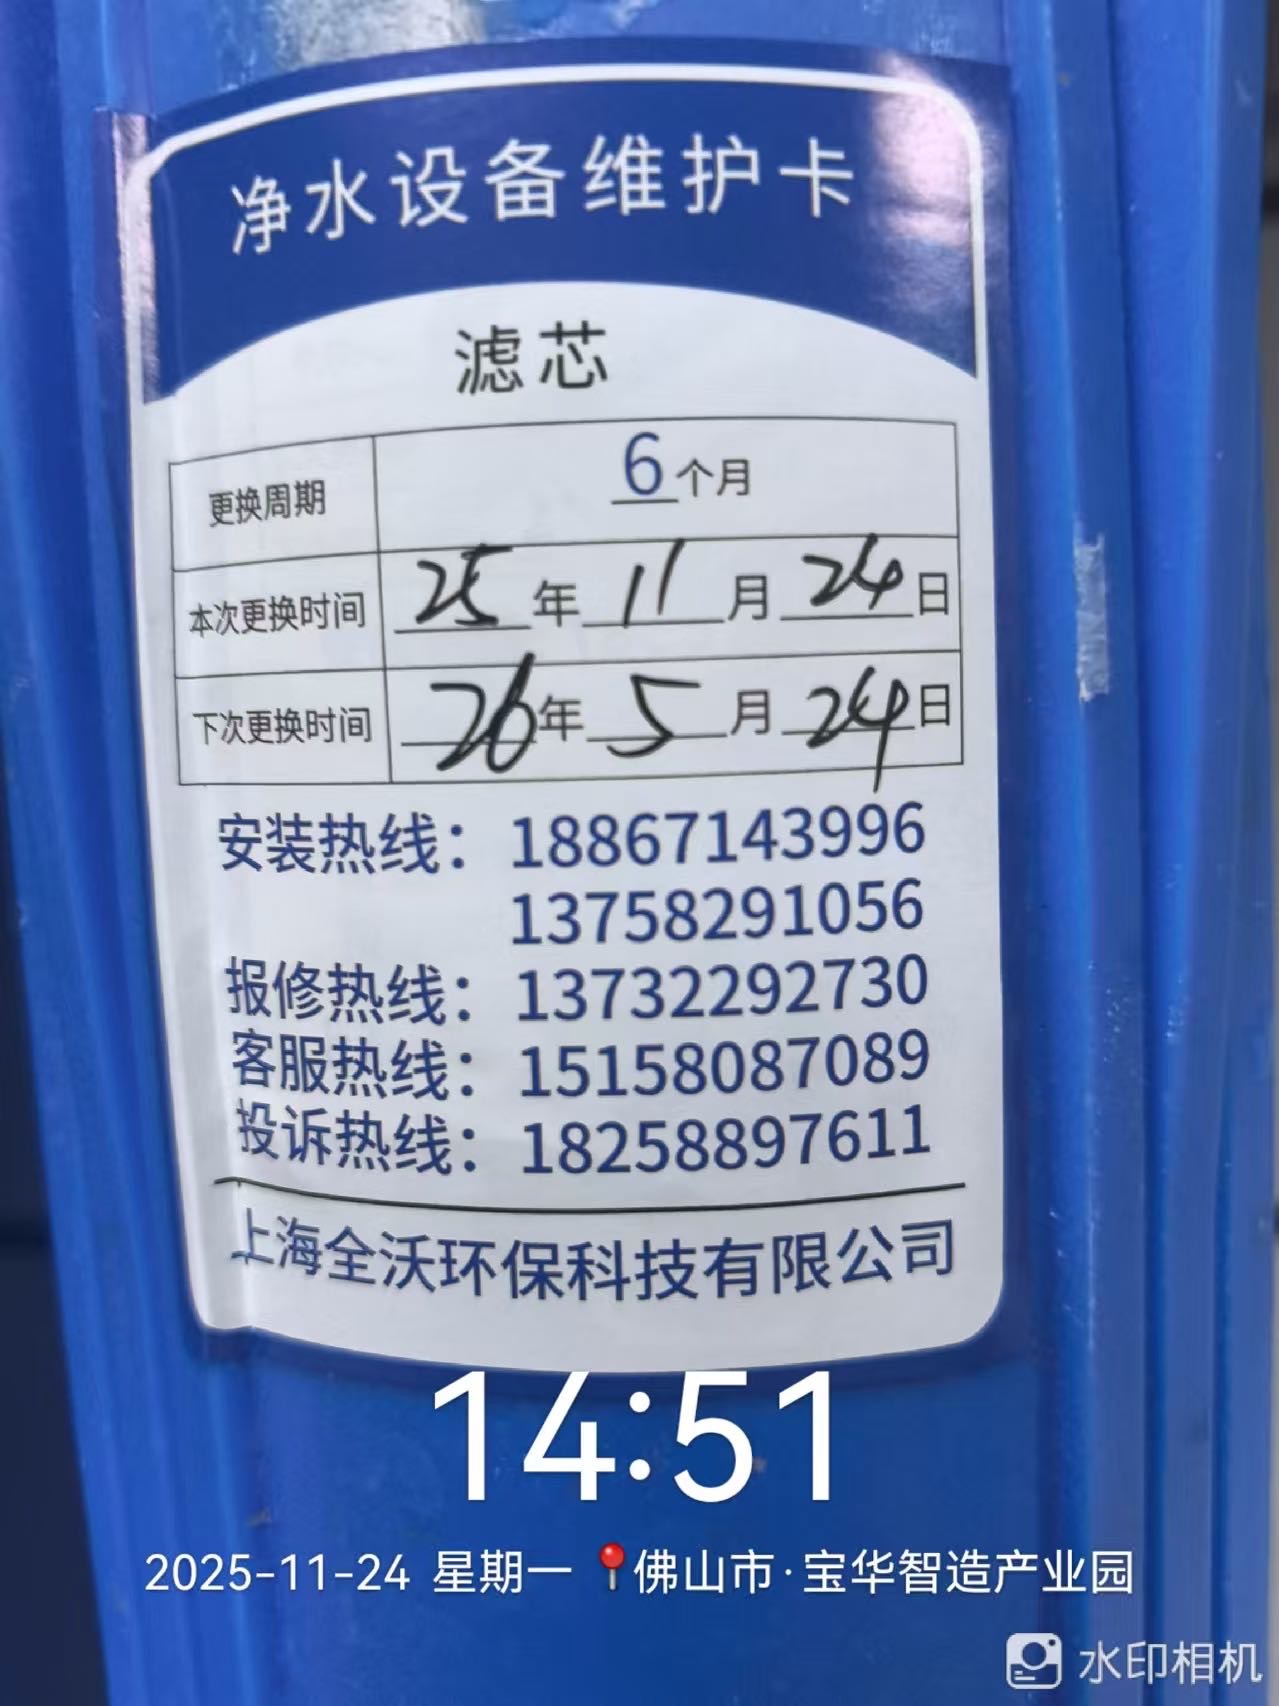 净水设备维护卡
滤芯
更换周期 6个月
本次更换时间 25年11月24日
下次更换时间 26年5月24日
安装热线：18867143996
13758291056
报修热线：13732292730
客服热线：15158087089
投诉热线：18258897611
上海全沃环保科技有限公司
14:51
2025-11-24 星期一 📍佛山市·宝华智造产业园
水印相机